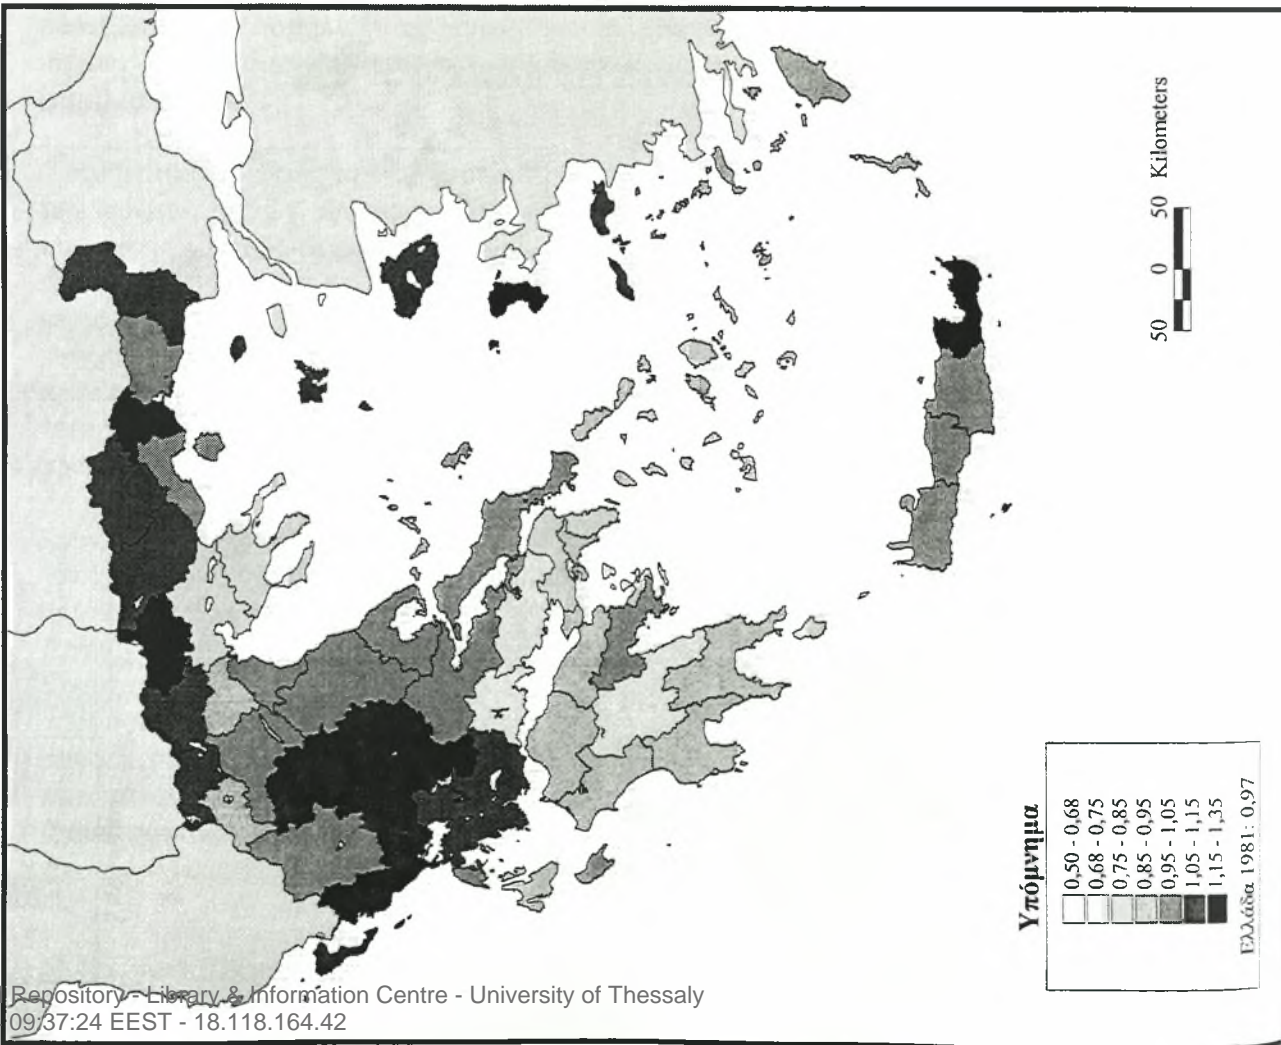 50 0 50 Kilometers
Υπόμνημα
0,50 - 0,68
0,68 - 0,75
0,75 - 0,85
0,85 - 0,95
0,95 - 1,05
1,05 - 1,15
1,15 - 1,35
Ελλάδα 1981: 0,97
Repository - Library & Information Centre - University of Thessaly
09:37:24 EEST - 18.118.164.42